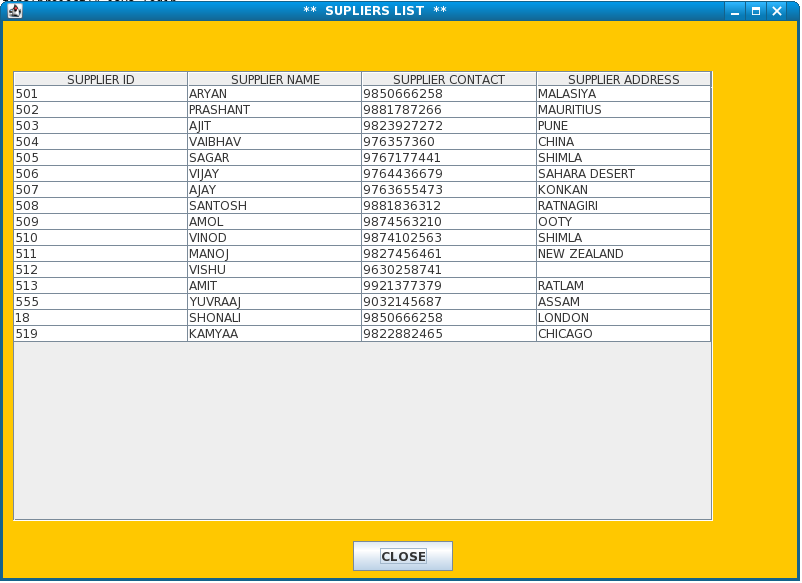 ** SUPLIERS LIST **
SUPPLIER ID SUPPLIER NAME SUPPLIER CONTACT SUPPLIER ADDRESS
501 ARYAN 9850666258 MALASIYA
502 PRASHANT 9881787266 MAURITIUS
503 AJIT 9823927272 PUNE
504 VAIBHAV 976357360 CHINA
505 SAGAR 9767177441 SHIMLA
506 VIJAY 9764436679 SAHARA DESERT
507 AJAY 9763655473 KONKAN
508 SANTOSH 9881836312 RATNAGIRI
509 AMOL 9874563210 OOTY
510 VINOD 9874102563 SHIMLA
511 MANOJ 9827456461 NEW ZEALAND
512 VISHU 9630258741
513 AMIT 9921377379 RATLAM
555 YUVRAAJ 9032145687 ASSAM
18 SHONALI 9850666258 LONDON
519 KAMYAA 9822882465 CHICAGO
CLOSE